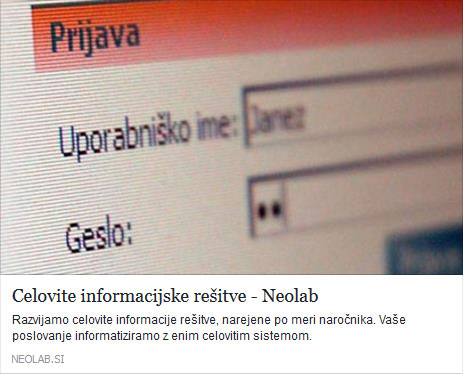 Prijava
Uporabniško ime: Janez
Geslo:
Celovite informacijske rešitve - Neolab
Razvijamo celovite informacije rešitve, narejene po meri naročnika. Vaše
poslovanje informatiziramo z enim celovitim sistemom.
NEOLAB.SI